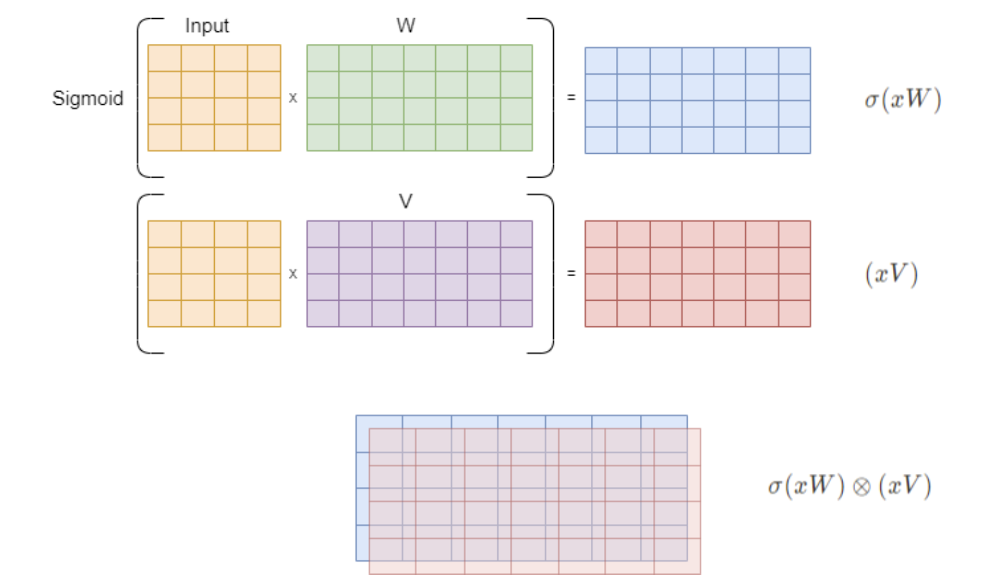 Input
W
Sigmoid
x
=
σ(xW)
V
x
=
(xV)
σ(xW) ⊗ (xV)